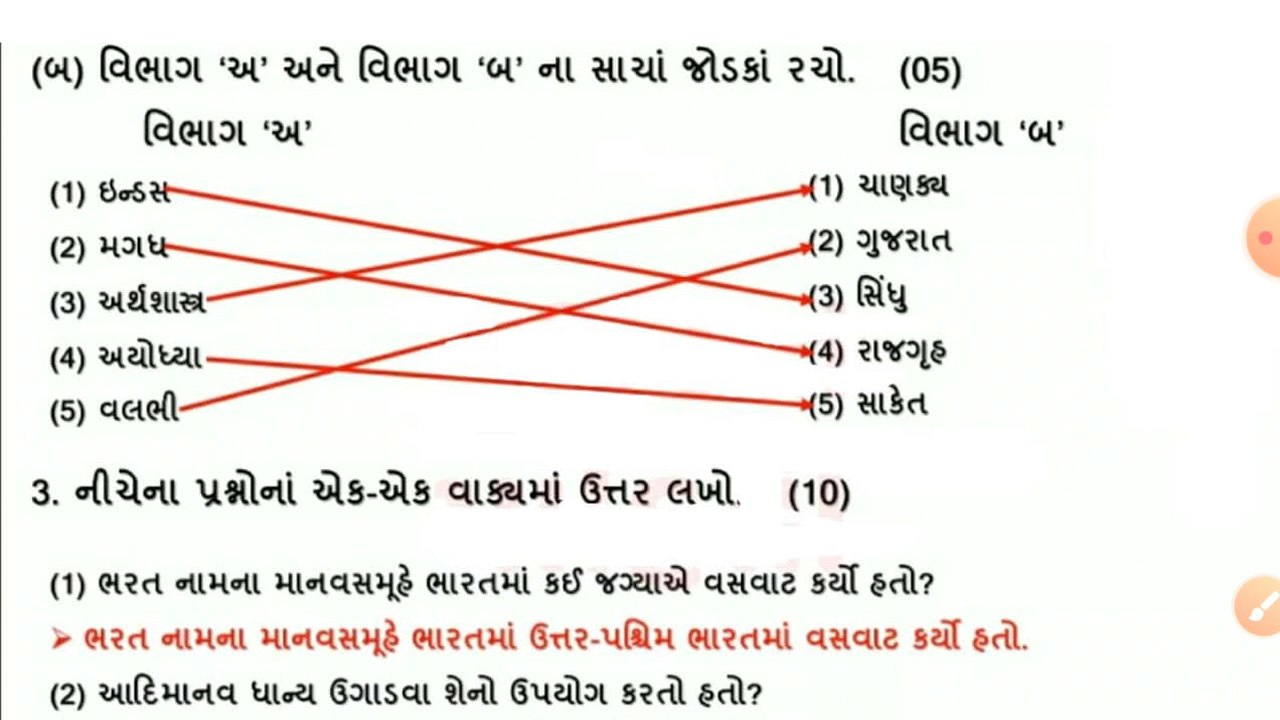 (બ) વિભાગ ‘અ’ અને વિભાગ ‘બ’ ના સાચાં જોડકાં રચો. (05)
વિભાગ ‘અ’ વિભાગ ‘બ’
(1) ઇન્ડસ (1) ચાણક્ય
(2) મગધ (2) ગુજરાત
(3) અર્થશાસ્ત્ર (3) સિંધુ
(4) અયોધ્યા (4) રાજગૃહ
(5) વલભી (5) સાકેત
3. નીચેના પ્રશ્નોનાં એક-એક વાક્યમાં ઉત્તર લખો. (10)
(1) ભરત નામના માનવસમૂહે ભારતમાં કઈ જગ્યાએ વસવાટ કર્યો હતો?
➢ ભરત નામના માનવસમૂહે ભારતમાં ઉત્તર-પશ્ચિમ ભારતમાં વસવાટ કર્યો હતો.
(2) આદિમાનવ ધાન્ય ઉગાડવા શેનો ઉપયોગ કરતો હતો?